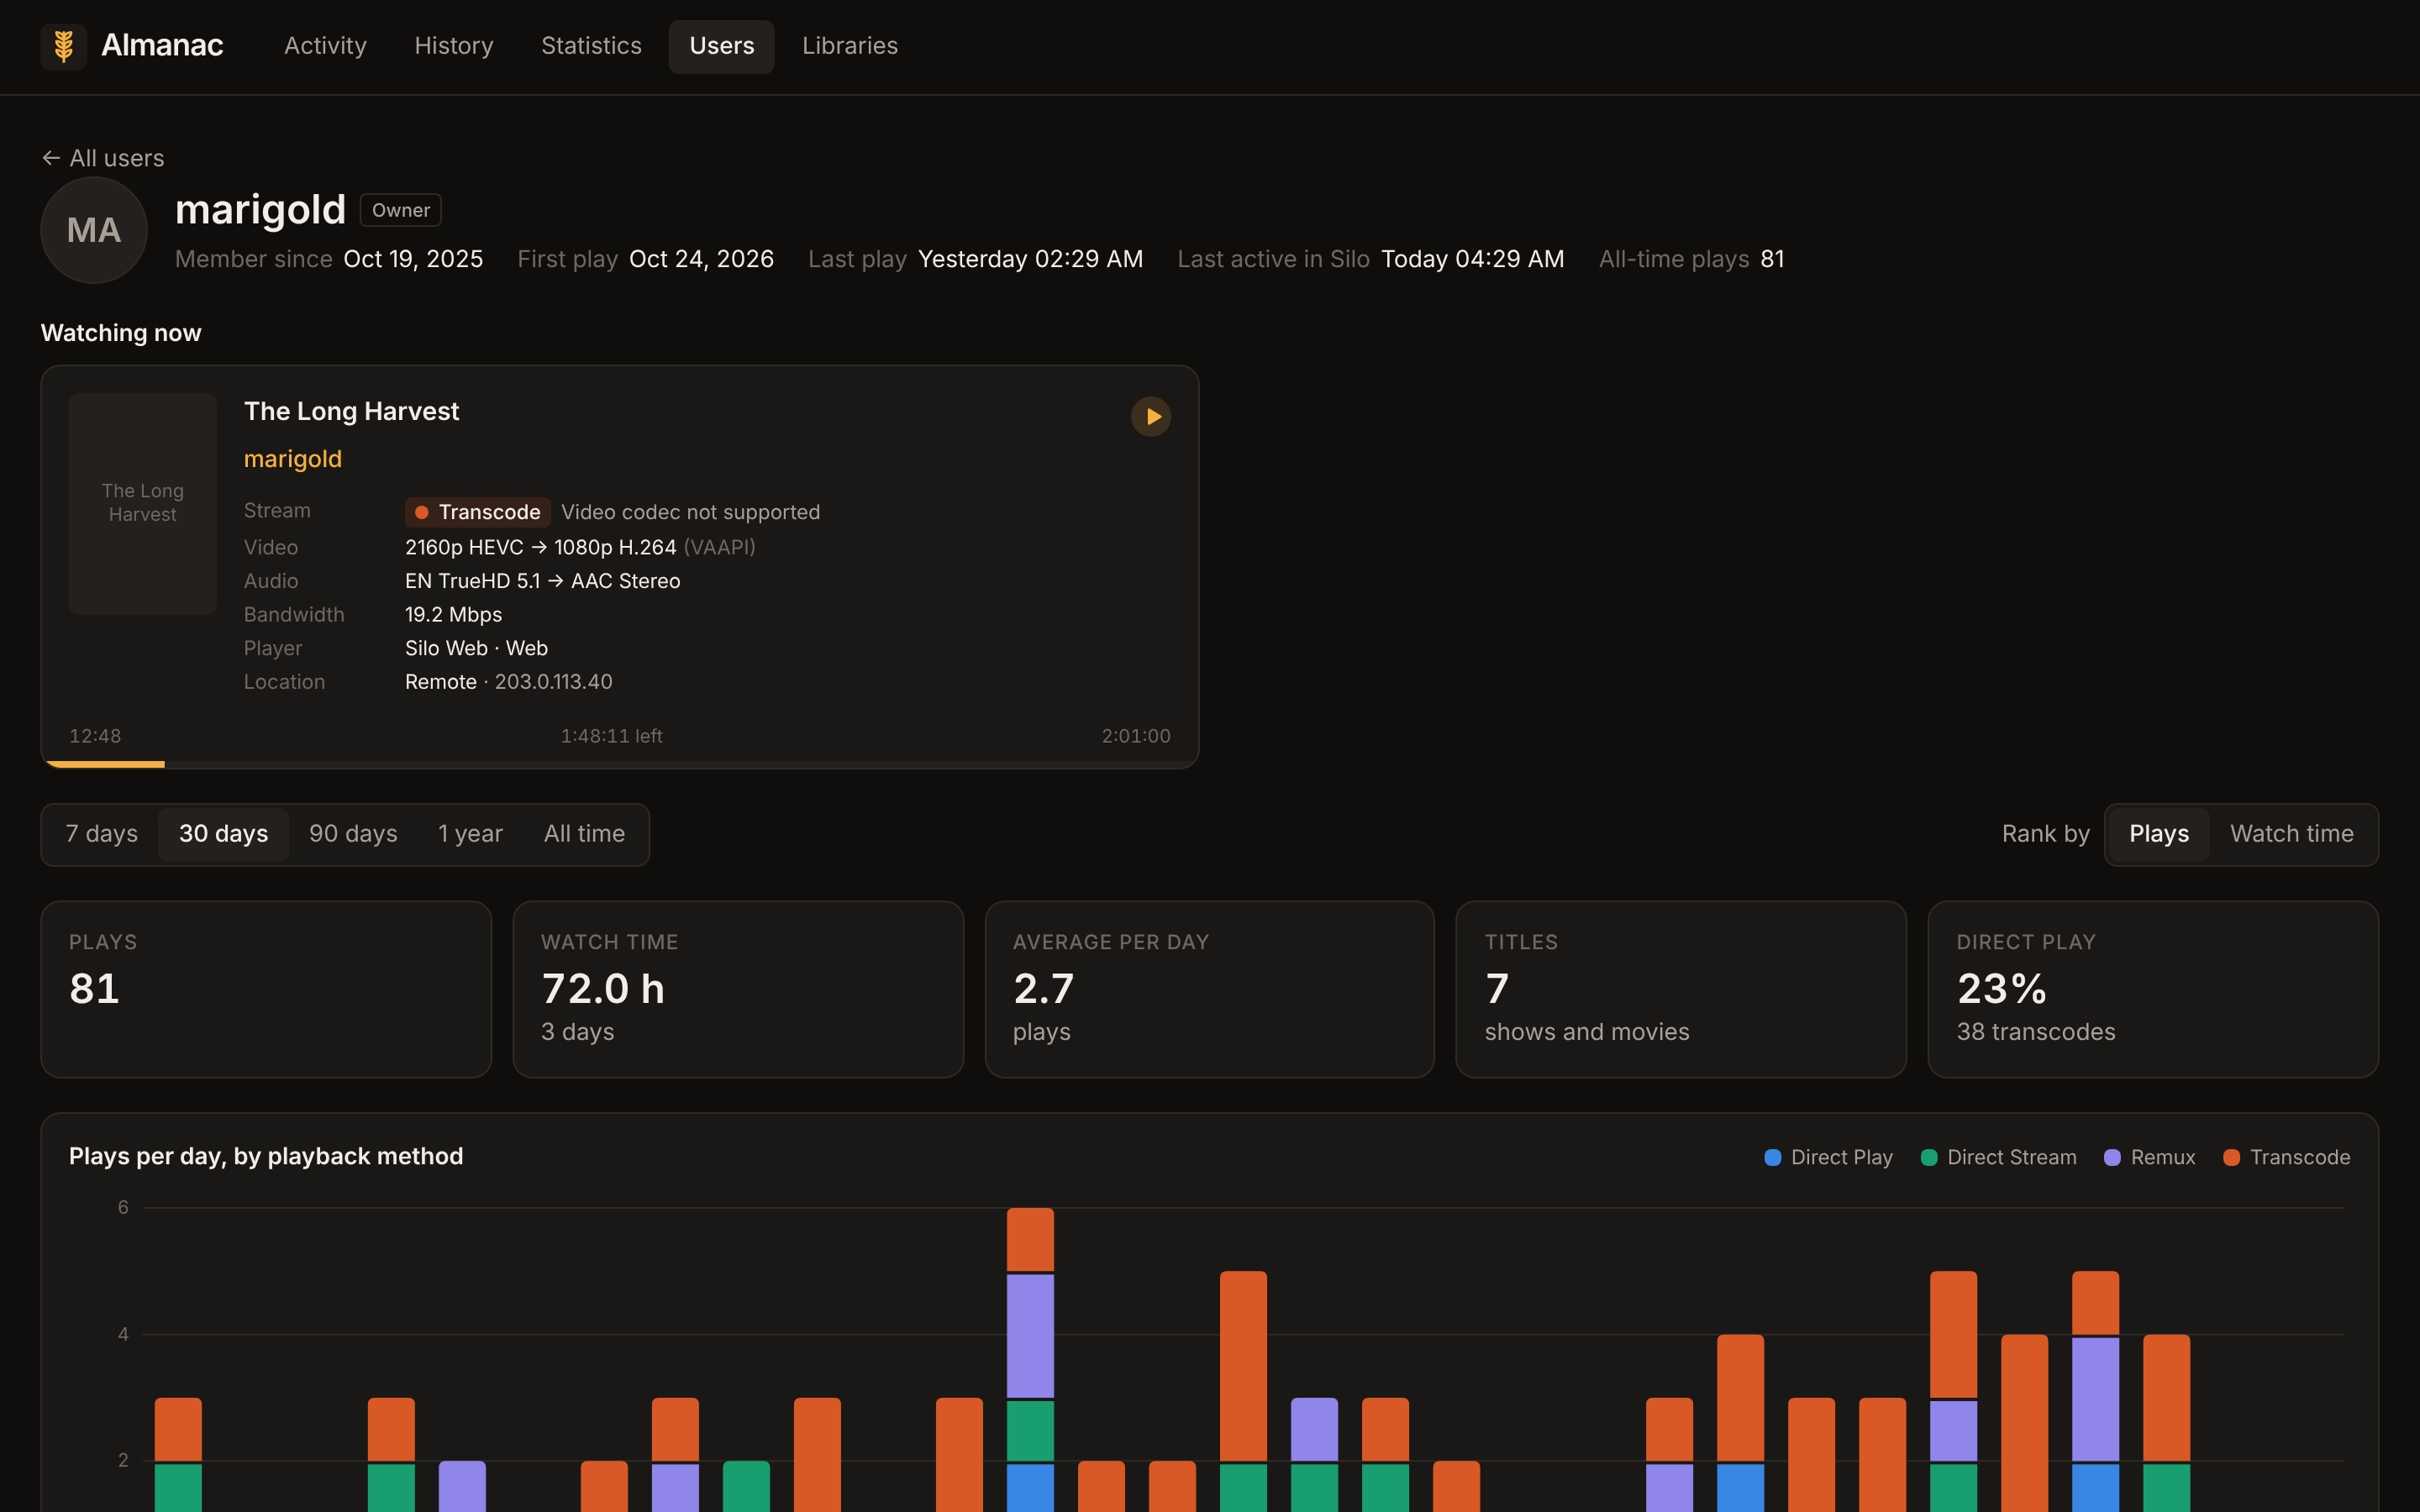 Almanac
Activity
History
Statistics
Users
Libraries
← All users
MA
marigold
Owner
Member since Oct 19, 2025
First play Oct 24, 2026
Last play Yesterday 02:29 AM
Last active in Silo Today 04:29 AM
All-time plays 81
Watching now
The Long Harvest
The Long Harvest
marigold
Stream
Transcode
Video codec not supported
Video
2160p HEVC → 1080p H.264 (VAAPI)
Audio
EN TrueHD 5.1 → AAC Stereo
Bandwidth
19.2 Mbps
Player
Silo Web · Web
Location
Remote · 203.0.113.40
12:48
1:48:11 left
2:01:00
7 days
30 days
90 days
1 year
All time
Rank by
Plays
Watch time
PLAYS
81
WATCH TIME
72.0 h
3 days
AVERAGE PER DAY
2.7
plays
TITLES
7
shows and movies
DIRECT PLAY
23%
38 transcodes
Plays per day, by playback method
Direct Play
Direct Stream
Remux
Transcode
6
4
2